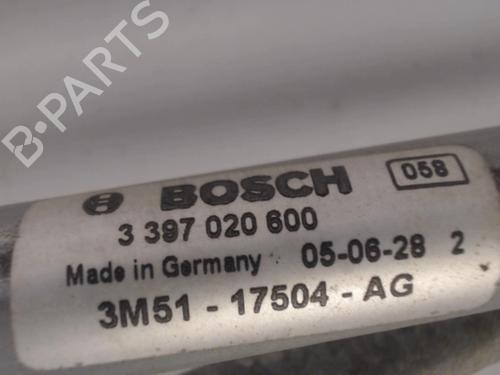 B-PARTS
BOSCH 058
3 397 020 600
Made in Germany 05-06-28 2
3M51 - 17504 - AG